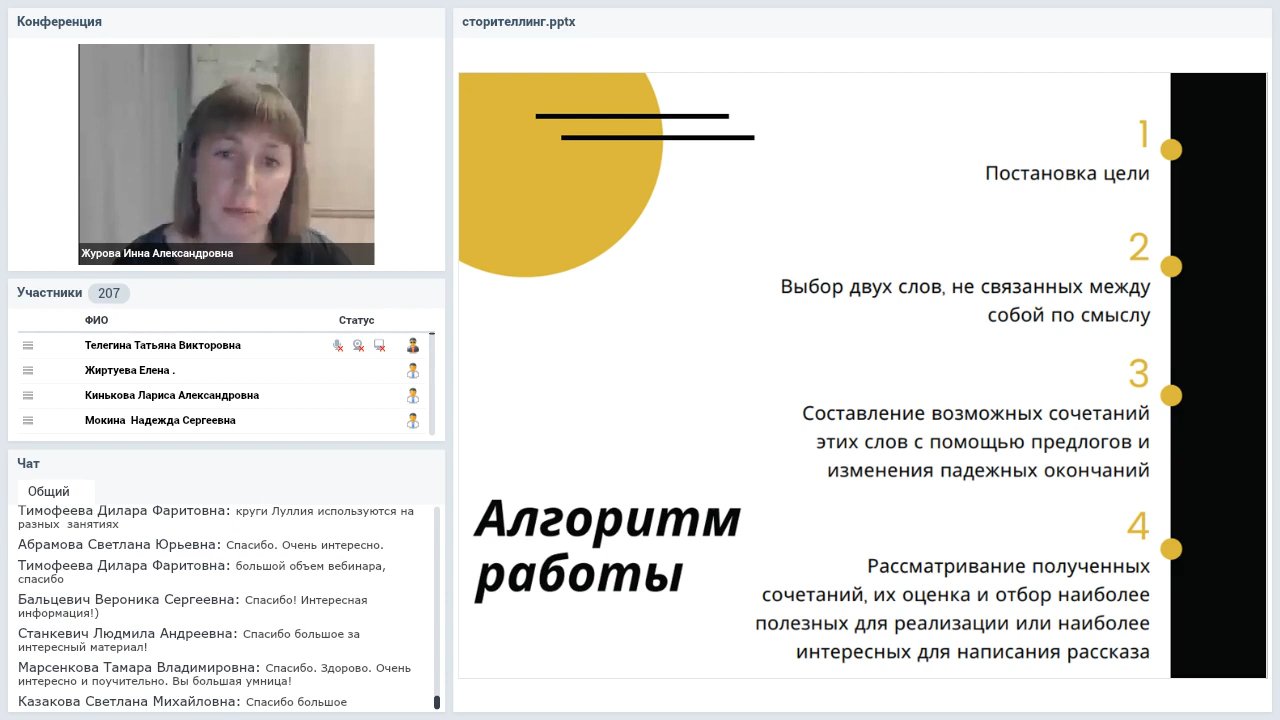 Конференция
Журова Инна Александровна
Участники 207
ФИО Статус
Телегина Татьяна Викторовна
Жиртуева Елена .
Кинькова Лариса Александровна
Мокина Надежда Сергеевна
Чат
Общий
Тимофеева Дилара Фаритовна: круги Луллия используются на
разных занятиях
Абрамова Светлана Юрьевна: Спасибо. Очень интересно.
Тимофеева Дилара Фаритовна: большой объем вебинара,
спасибо
Бальцевич Вероника Сергеевна: Спасибо! Интересная
информация!)
Станкевич Людмила Андреевна: Спасибо большое за
интересный материал!
Марсенкова Тамара Владимировна: Спасибо. Здорово. Очень
интересно и поучительно. Вы большая умница!
Казакова Светлана Михайловна: Спасибо большое
сторителлинг.pptx
1
Постановка цели
2
Выбор двух слов, не связанных между
собой по смыслу
3
Составление возможных сочетаний
этих слов с помощью предлогов и
изменения падежных окончаний
Алгоритм
работы
4
Рассматривание полученных
сочетаний, их оценка и отбор наиболее
полезных для реализации или наиболее
интересных для написания рассказа